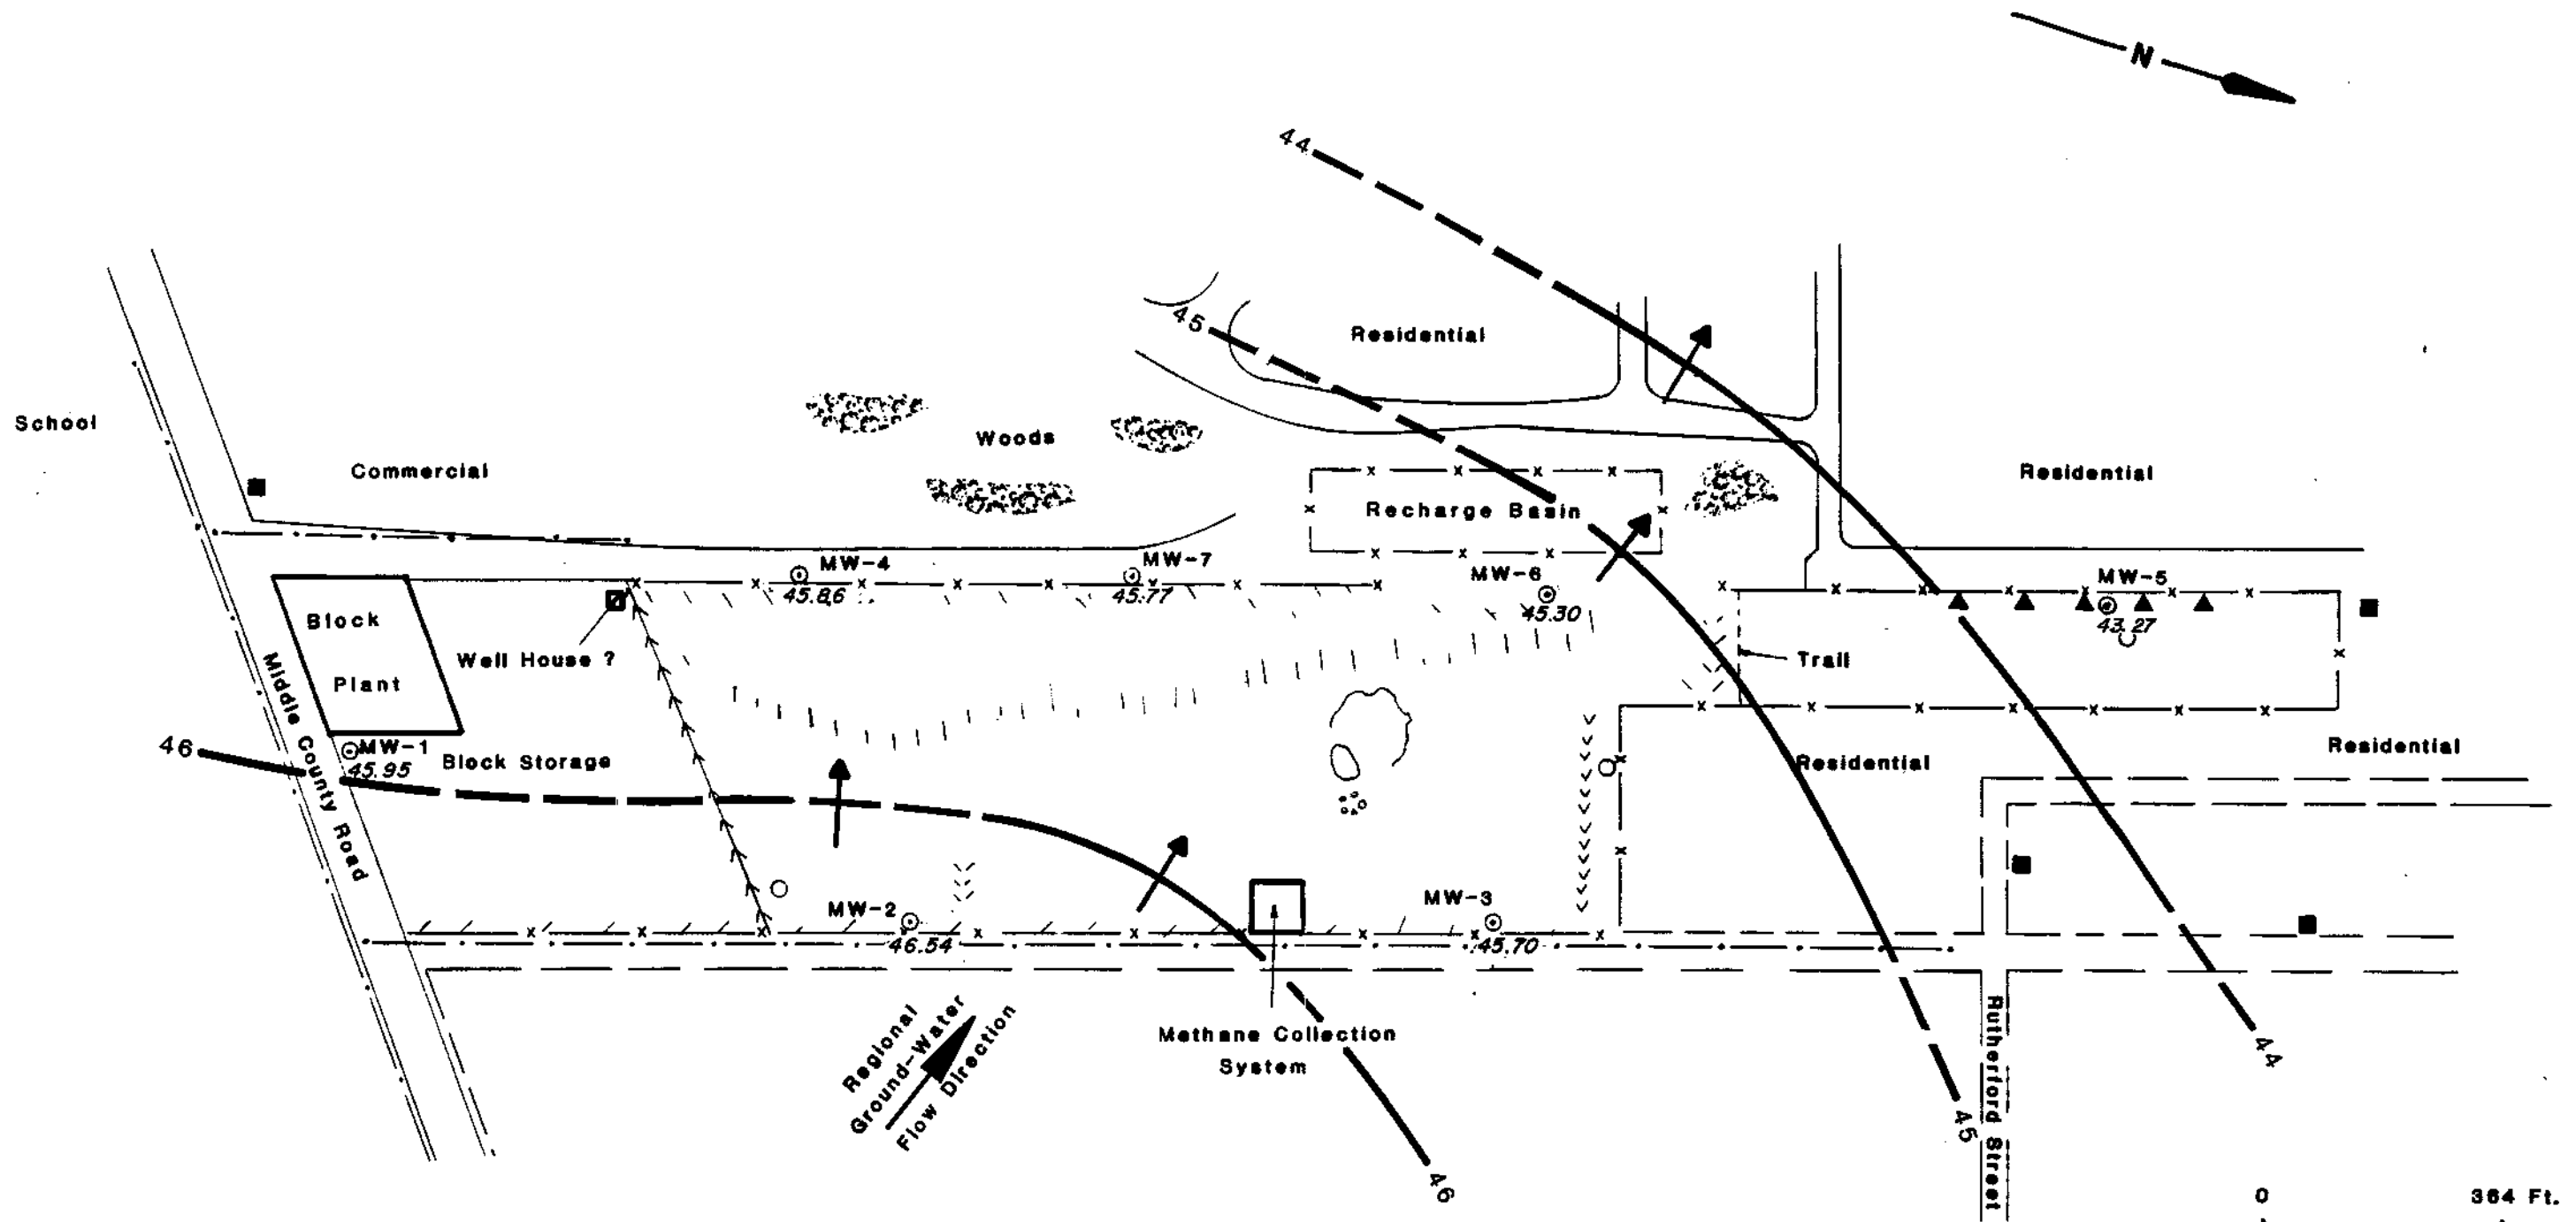 N
44
45
Residential
School
Commercial
Woods
Residential
Recharge Basin
MW-4
45.86
MW-7
45.77
MW-6
45.30
MW-5
43.27
Block
Plant
Well House ?
Trail
Middle County Road
46
MW-1
45.95
Block Storage
Residential
Residential
MW-2
46.54
MW-3
45.70
Regional
Ground-Water
Flow Direction
Methane Collection
System
Rutherford Street
44
45
46
0
364 Ft.